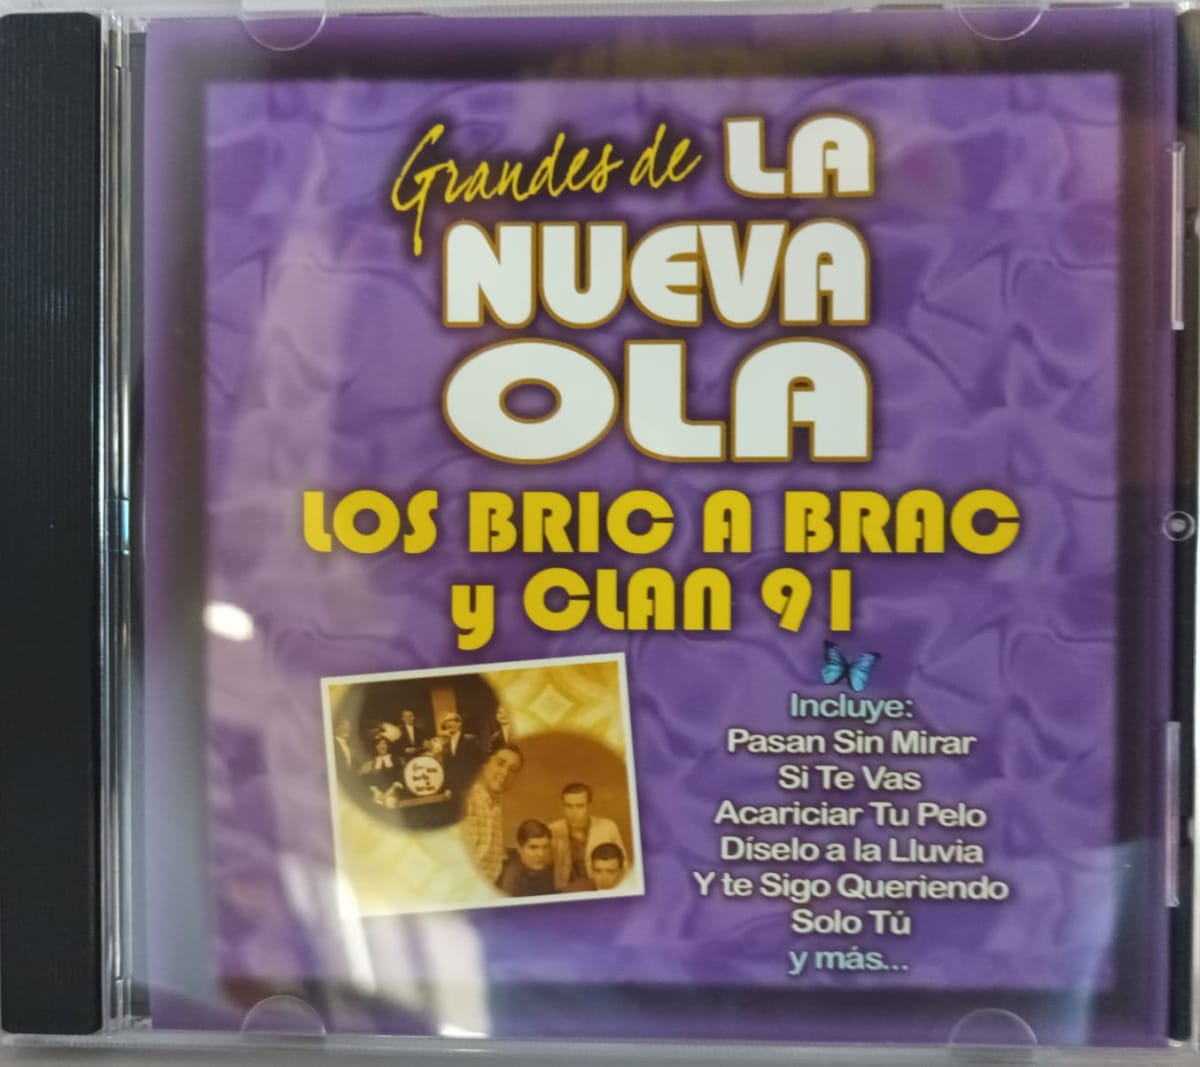 Grandes de LA
NUEVA
OLA
LOS BRIC A BRAC
y CLAN 91
Incluye:
Pasan Sin Mirar
Si Te Vas
Acariciar Tu Pelo
Díselo a la Lluvia
Y te Sigo Queriendo
Solo Tú
y más...